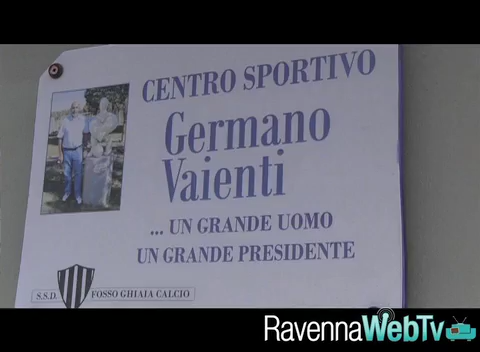 CENTRO SPORTIVO
Germano
Vaienti
... UN GRANDE UOMO
UN GRANDE PRESIDENTE
S.S.D. FOSSO GHIAIA CALCIO
RavennaWebTv